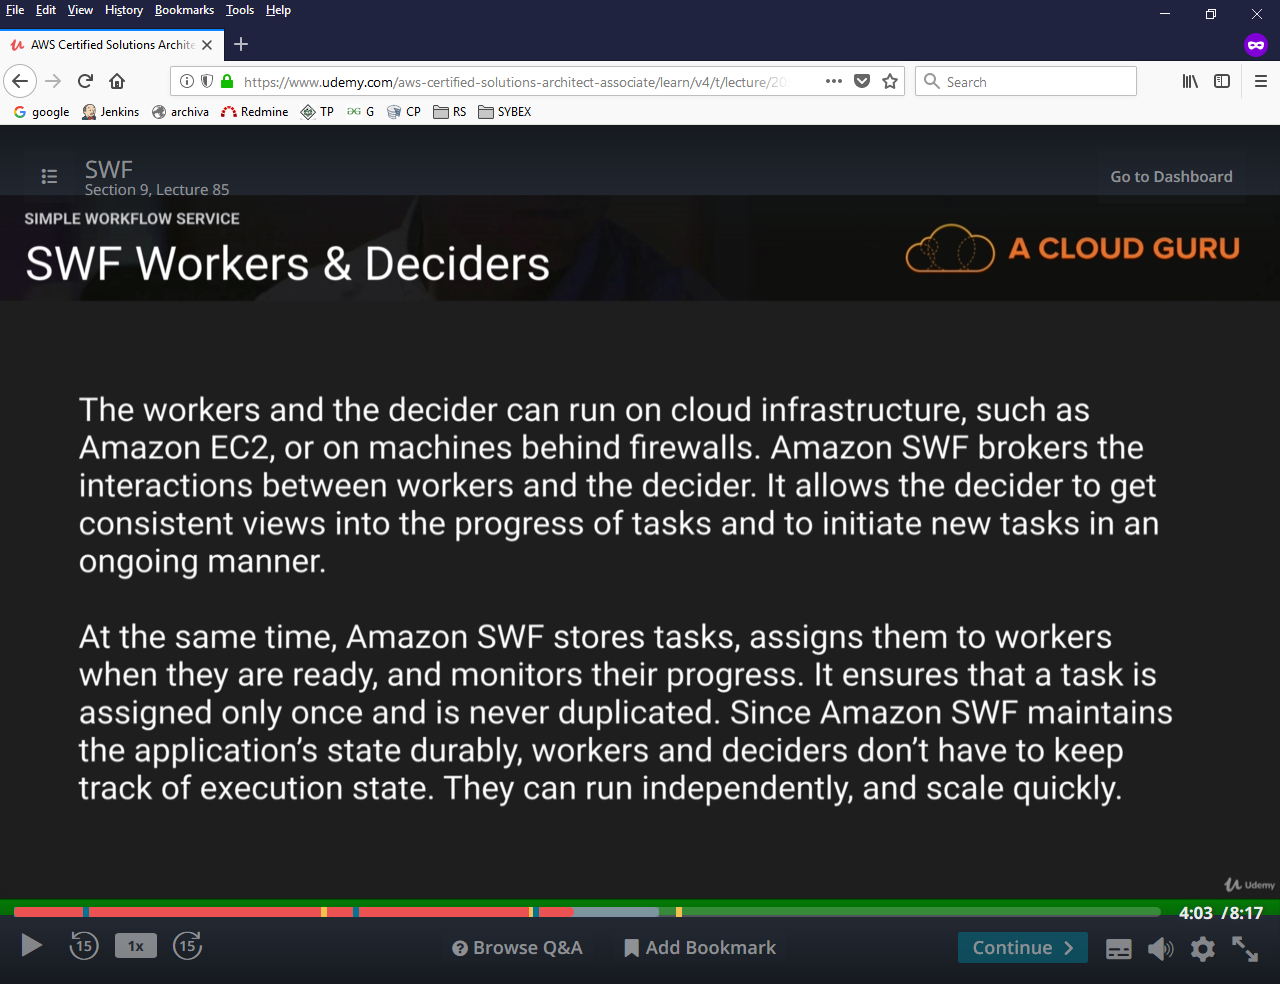 File Edit View History Bookmarks Tools Help
AWS Certified Solutions Archite
https://www.udemy.com/aws-certified-solutions-architect-associate/learn/v4/t/lecture/20
Search
google Jenkins archiva Redmine TP G CP RS SYBEX
SWF
Section 9, Lecture 85
Go to Dashboard
SIMPLE WORKFLOW SERVICE
SWF Workers & Deciders
A CLOUD GURU
The workers and the decider can run on cloud infrastructure, such as
Amazon EC2, or on machines behind firewalls. Amazon SWF brokers the
interactions between workers and the decider. It allows the decider to get
consistent views into the progress of tasks and to initiate new tasks in an
ongoing manner.
At the same time, Amazon SWF stores tasks, assigns them to workers
when they are ready, and monitors their progress. It ensures that a task is
assigned only once and is never duplicated. Since Amazon SWF maintains
the application’s state durably, workers and deciders don’t have to keep
track of execution state. They can run independently, and scale quickly.
Udemy
4:03 /8:17
15 1x 15 Browse Q&A Add Bookmark Continue